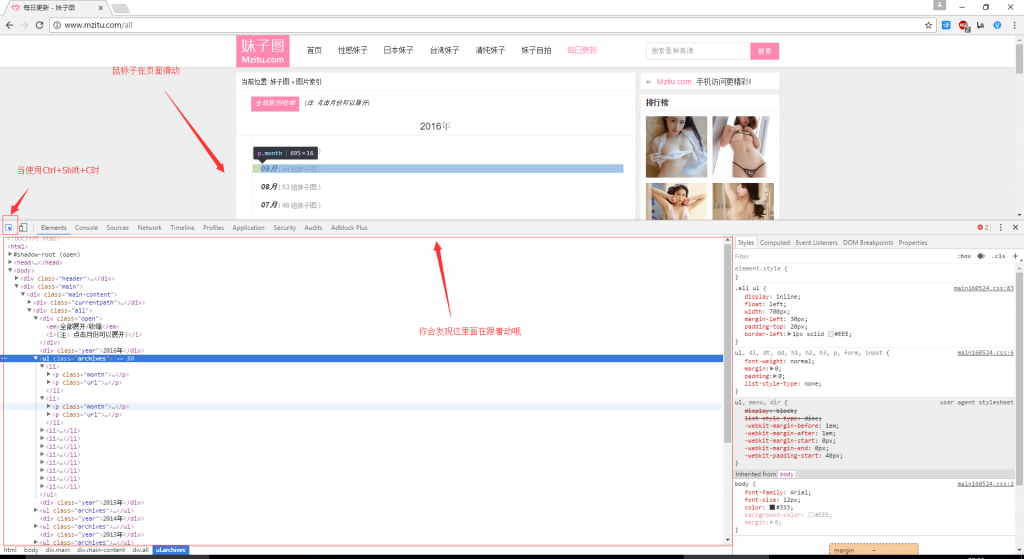 每日更新 - 妹子图
www.mzitu.com/all
妹子图
Mzitu.com
首页 性感妹子 日本妹子 台湾妹子 清纯妹子 妹子自拍 每日更新
搜索
鼠标子在页面滑动
当前位置: 妹子图 » 图片索引
Mzitu.com 手机访问更精彩!
全部展开/收缩 (注: 点击月份可以展开)
排行榜
2016年
p.month 695×16
09月 ( 54 组妹子图 )
08月 ( 53 组妹子图 )
07月 ( 46 组妹子图 )
当使用Ctrl+Shift+C时
Elements Console Sources Network Timeline Profiles Application Security Audits Adblock Plus
2
<!DOCTYPE html>
<html>
#shadow-root (open)
<head>…</head>
<body>
<div class="header">…</div>
<div class="main">
<div class="main-content">
<div class="currentpath">…</div>
<div class="all">
<div class="open">
<em>全部展开/收缩</em>
<i>(注: 点击月份可以展开)</i>
</div>
<div class="year">2016年</div>
<ul class="archives"> == $0
<li>
<p class="month">…</p>
<p class="url">…</p>
</li>
<li>
<p class="month">…</p>
<p class="url">…</p>
</li>
<li>…</li>
<li>…</li>
<li>…</li>
<li>…</li>
<li>…</li>
<li>…</li>
<li>…</li>
<li>…</li>
</ul>
<div class="year">2015年</div>
<ul class="archives">…</ul>
<div class="year">2014年</div>
<ul class="archives">…</ul>
<div class="year">2013年</div>
<ul class="archives">…</ul>
html body div.main div.main-content div.all ul.archives
你会发现这里面在跟着动哦
Styles Computed Event Listeners DOM Breakpoints Properties
Filter :hov .cls +
element.style {
}
.all ul { main160524.css:83
display: inline;
float: left;
width: 700px;
margin-left: 30px;
padding-top: 20px;
border-left: 1px solid #EEE;
}
ul, dl, dt, dd, h1, h2, h3, p, form, input { main160524.css:6
font-weight: normal;
margin: 0;
padding: 0;
list-style-type: none;
}
ul, menu, dir { user agent stylesheet
display: block;
list-style-type: disc;
-webkit-margin-before: 1em;
-webkit-margin-after: 1em;
-webkit-margin-start: 0px;
-webkit-margin-end: 0px;
-webkit-padding-start: 40px;
}
Inherited from body
body { main160524.css:2
font-family: Arial;
font-size: 12px;
color: #333;
background-color: #EEE;
margin: 0;
}
margin –